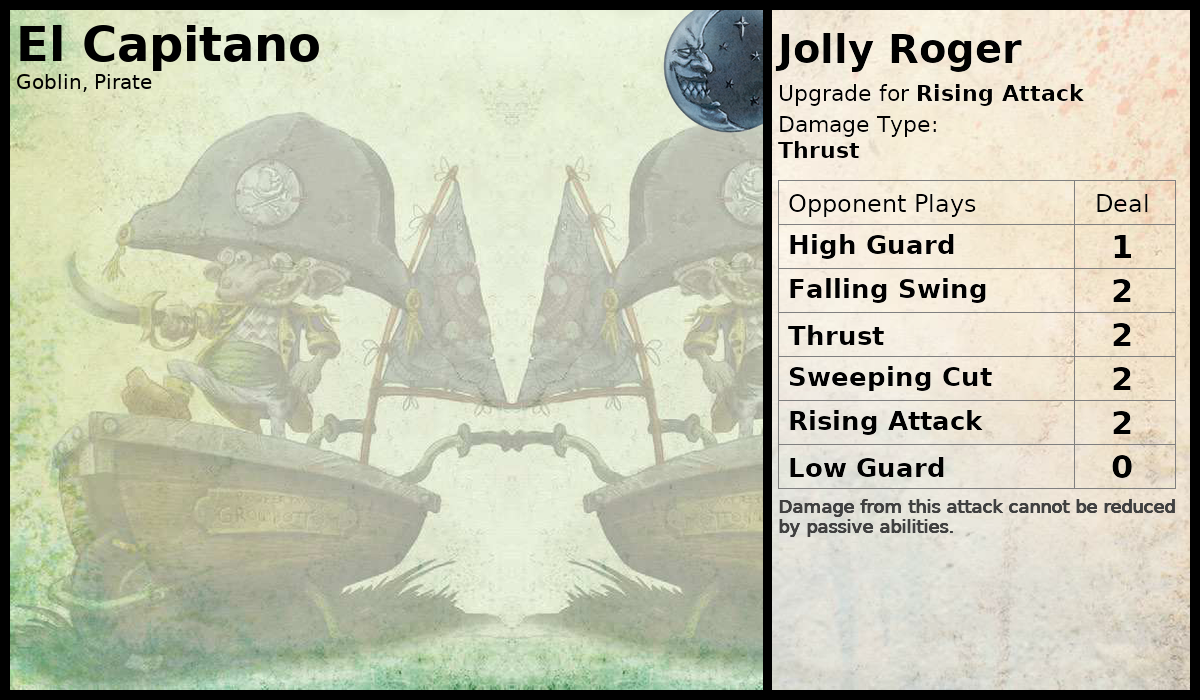 El Capitano
Goblin, Pirate
Jolly Roger
Upgrade for Rising Attack
Damage Type:
Thrust
Opponent Plays Deal
High Guard 1
Falling Swing 2
Thrust 2
Sweeping Cut 2
Rising Attack 2
Low Guard 0
Damage from this attack cannot be reduced
by passive abilities.